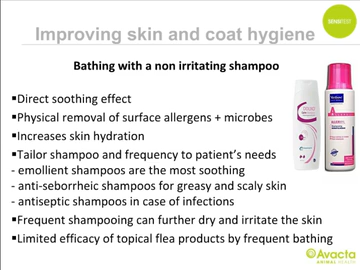 SENSITEST
Improving skin and coat hygiene
Bathing with a non irritating shampoo
▪Direct soothing effect
▪Physical removal of surface allergens + microbes
▪Increases skin hydration
▪Tailor shampoo and frequency to patient's needs
- emollient shampoos are the most soothing
- anti-seborrheic shampoos for greasy and scaly skin
- antiseptic shampoos in case of infections
▪Frequent shampooing can further dry and irritate the skin
▪Limited efficacy of topical flea products by frequent bathing
Virbac
Avacta
ANIMAL HEALTH